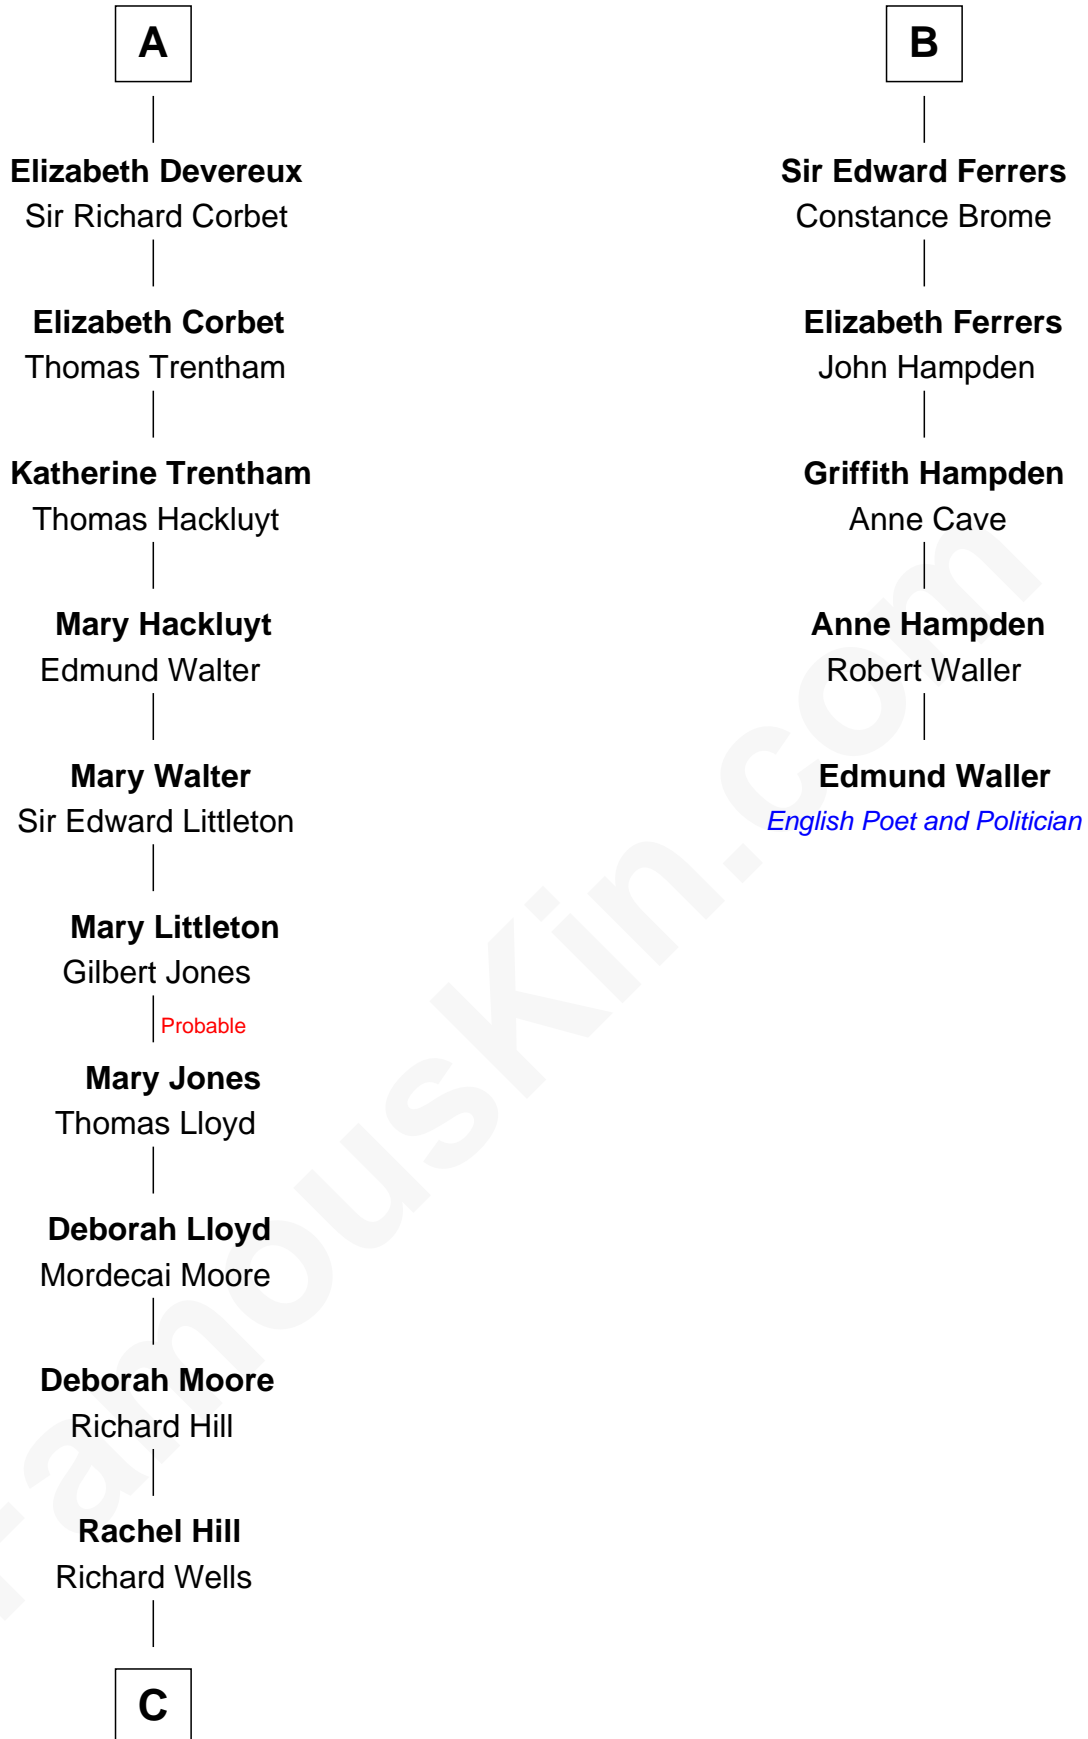 A
Elizabeth Devereux
Sir Richard Corbet
Elizabeth Corbet
Thomas Trentham
Katherine Trentham
Thomas Hackluyt
Mary Hackluyt
Edmund Walter
Mary Walter
Sir Edward Littleton
Mary Littleton
Gilbert Jones
Probable
Mary Jones
Thomas Lloyd
Deborah Lloyd
Mordecai Moore
Deborah Moore
Richard Hill
Rachel Hill
Richard Wells
C
B
Sir Edward Ferrers
Constance Brome
Elizabeth Ferrers
John Hampden
Griffith Hampden
Anne Cave
Anne Hampden
Robert Waller
Edmund Waller
English Poet and Politician
FamousKin.com